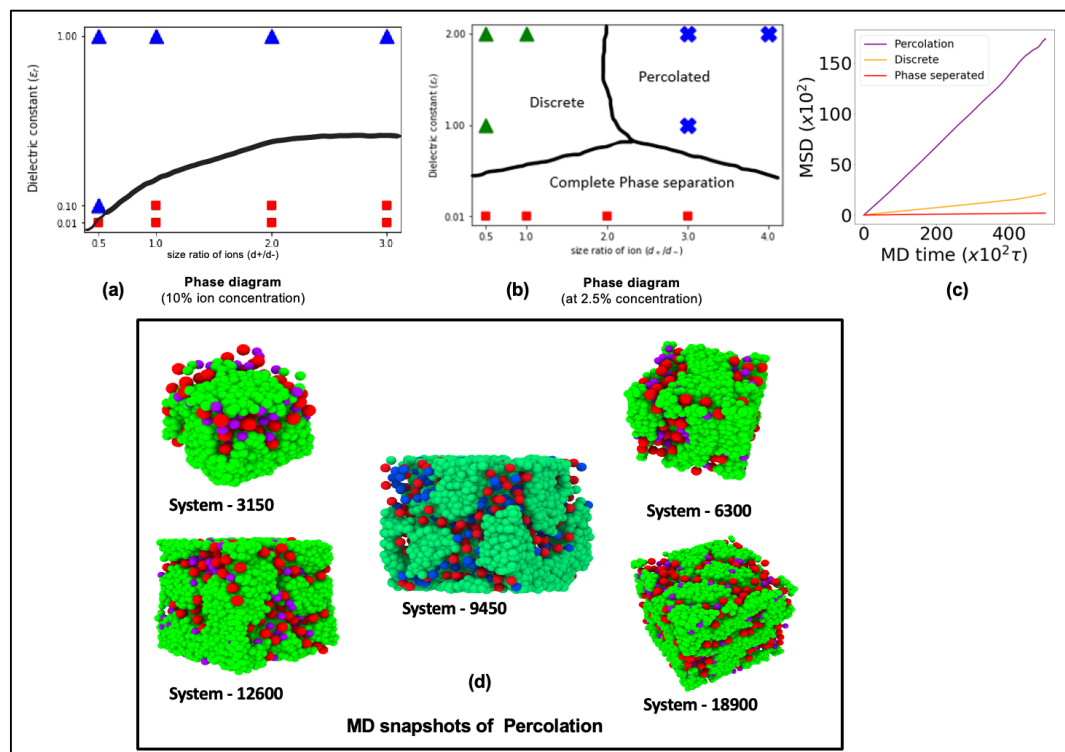 Dielectric constant (εr)
1.00
0.10
0.01
0.5
1.0
2.0
3.0
size ratio of ions (d+/d-)
(a)
Phase diagram
(10% ion concentration)
Dielectric constant (εr)
2.00
1.00
0.01
Discrete
Percolated
Complete Phase separation
0.5
1.0
2.0
3.0
4.0
size ratio of ion (d+/d−)
(b)
Phase diagram
(at 2.5% concentration)
MSD (x10²)
150
100
50
0
Percolation
Discrete
Phase seperated
0
200
400
MD time (x10²τ)
(c)
System - 3150
System - 6300
System - 9450
System - 12600
System - 18900
(d)
MD snapshots of Percolation